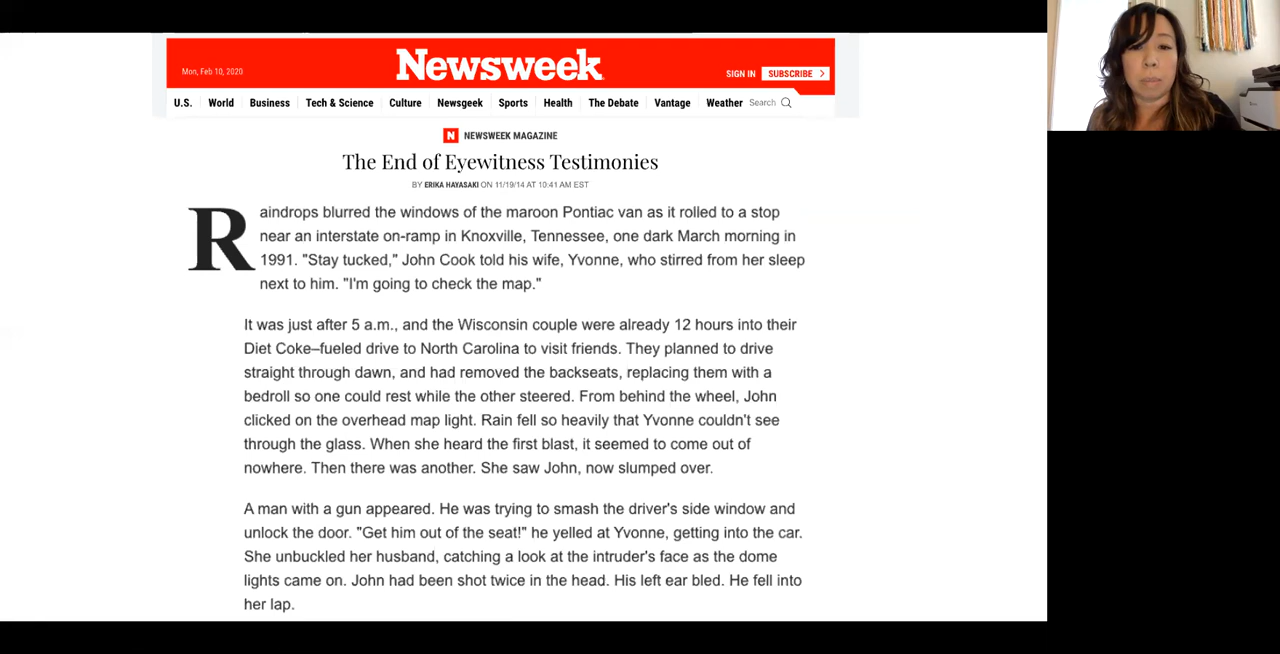 Mon, Feb 10, 2020
Newsweek
SIGN IN SUBSCRIBE >
U.S. World Business Tech & Science Culture Newsgeek Sports Health The Debate Vantage Weather Search
N NEWSWEEK MAGAZINE
The End of Eyewitness Testimonies
BY ERIKA HAYASAKI ON 11/19/14 AT 10:41 AM EST
Raindrops blurred the windows of the maroon Pontiac van as it rolled to a stop
near an interstate on-ramp in Knoxville, Tennessee, one dark March morning in
1991. "Stay tucked," John Cook told his wife, Yvonne, who stirred from her sleep
next to him. "I'm going to check the map."
It was just after 5 a.m., and the Wisconsin couple were already 12 hours into their
Diet Coke–fueled drive to North Carolina to visit friends. They planned to drive
straight through dawn, and had removed the backseats, replacing them with a
bedroll so one could rest while the other steered. From behind the wheel, John
clicked on the overhead map light. Rain fell so heavily that Yvonne couldn't see
through the glass. When she heard the first blast, it seemed to come out of
nowhere. Then there was another. She saw John, now slumped over.
A man with a gun appeared. He was trying to smash the driver's side window and
unlock the door. "Get him out of the seat!" he yelled at Yvonne, getting into the car.
She unbuckled her husband, catching a look at the intruder's face as the dome
lights came on. John had been shot twice in the head. His left ear bled. He fell into
her lap.